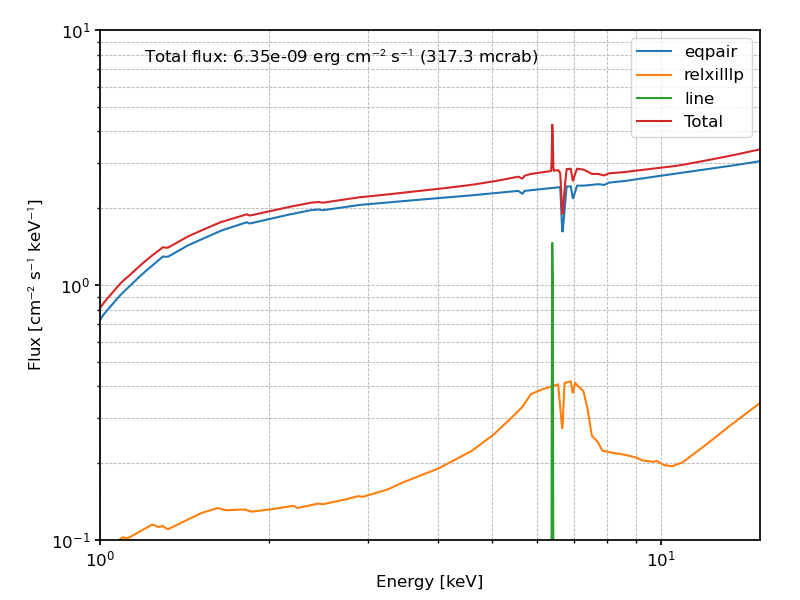 Total flux: 6.35e-09 erg cm⁻² s⁻¹ (317.3 mcrab)
eqpair
relxilllp
line
Total
10¹
10⁰
10⁻¹
Flux [cm⁻² s⁻¹ keV⁻¹]
10⁰
10¹
Energy [keV]